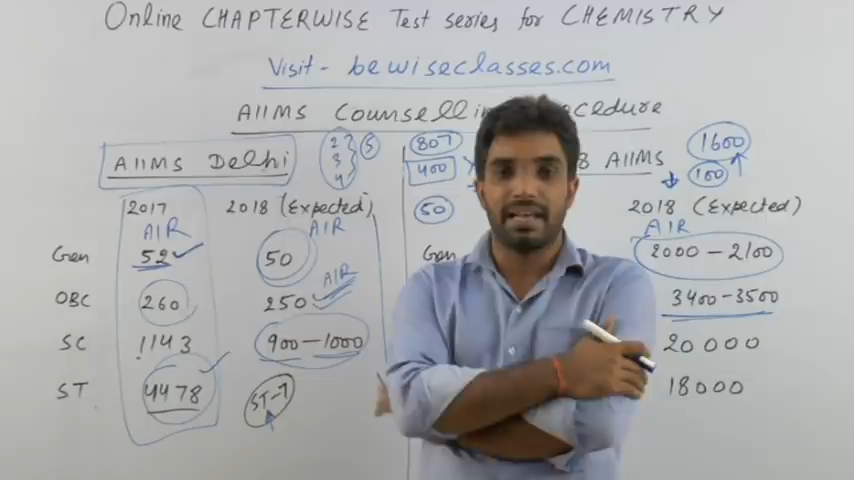 Online CHAPTERWISE Test series for CHEMISTRY
Visit - bewiseclasses.com
AIIMS Counselling Procedure
AIIMS Delhi
2
3
4
5
2017
2018 (Expected)
AIR
AIR
Gen 52 50
OBC 260 250 AIR
SC 1143 900-1000
ST 4478 ST-7
807
400
50
8 AIIMS
1600
100
2018 (Expected)
AIR
Gen 2000-2100
3400-3500
20000
18000